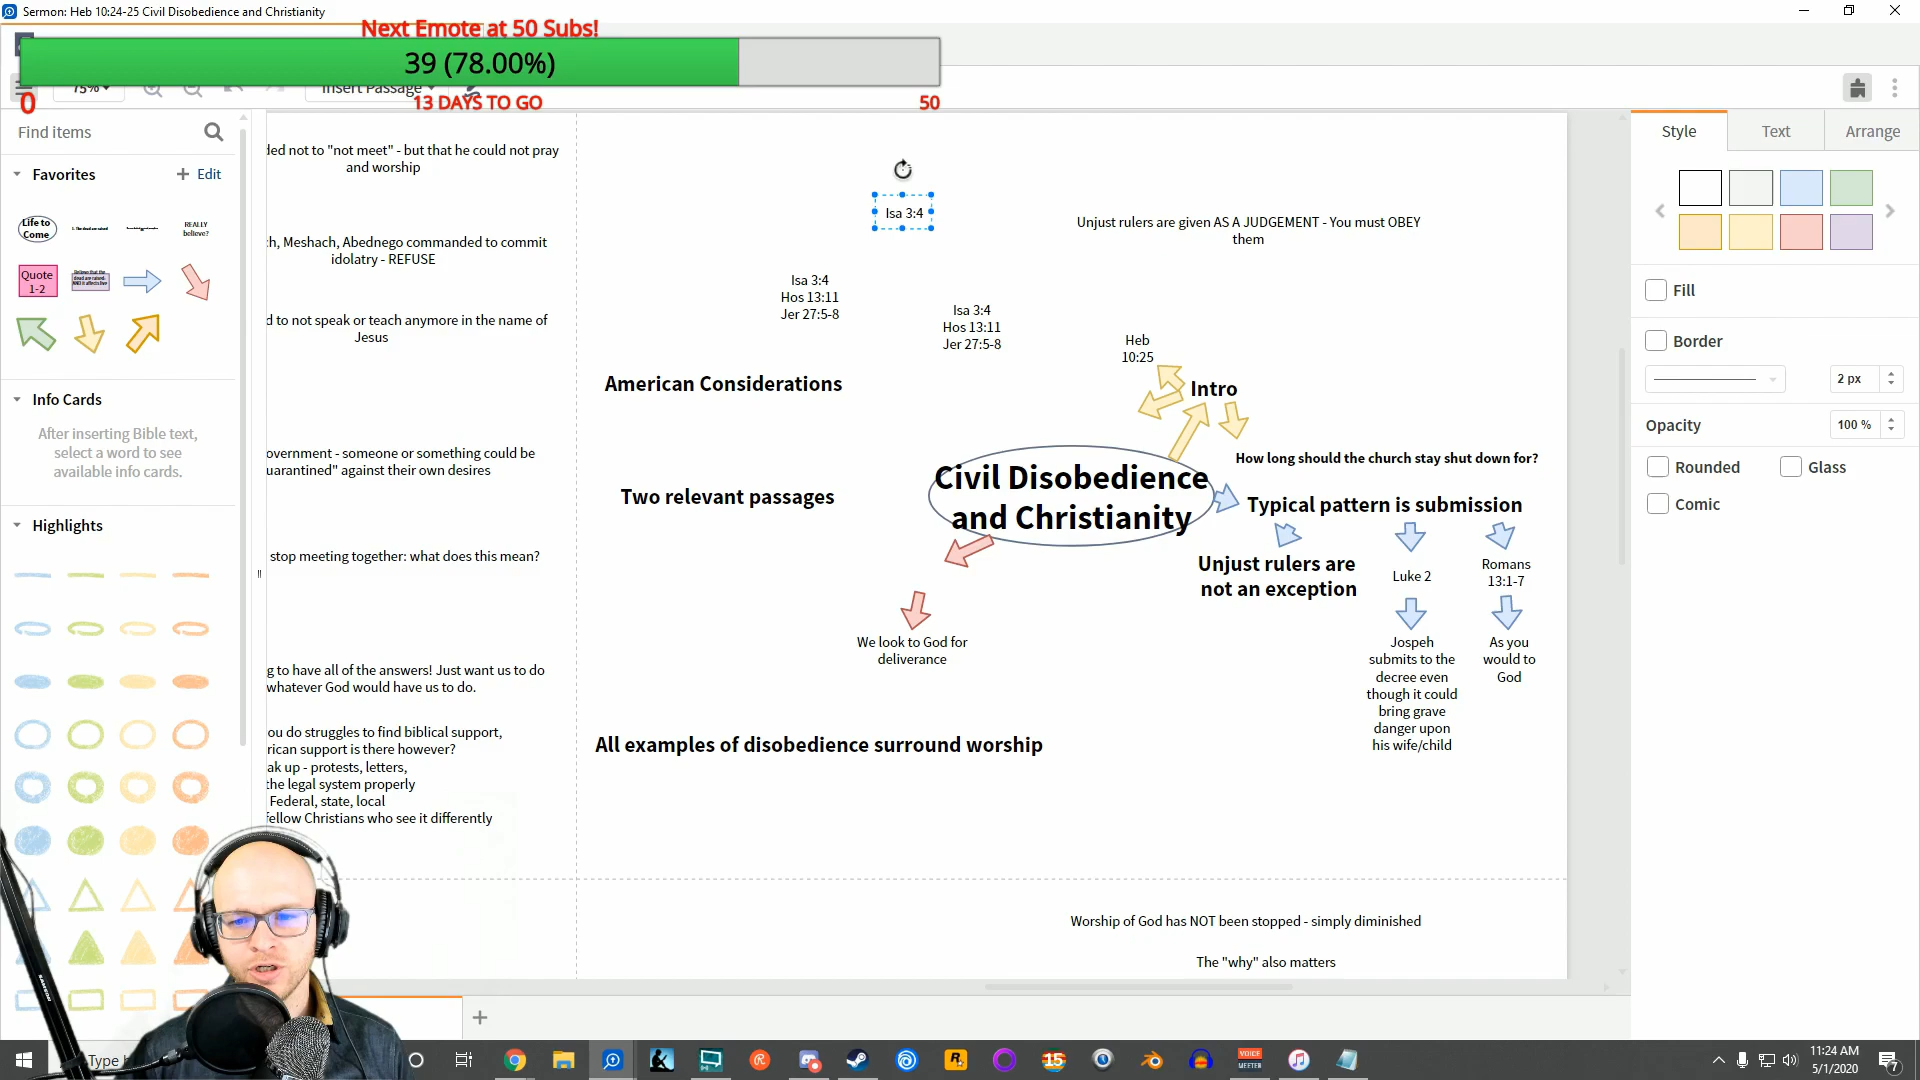 Sermon: Heb 10:24-25 Civil Disobedience and Christianity
Next Emote at 50 Subs!
39 (78.00%)
0
13 DAYS TO GO
50
75%
Insert Passage
Find items
Favorites
Edit
Life to
Come
REALLY
believe?
Quote
1-2
Info Cards
After inserting Bible text,
select a word to see
available info cards.
Highlights
ded not to "not meet" - but that he could not pray
and worship
h, Meshach, Abednego commanded to commit
idolatry - REFUSE
d to not speak or teach anymore in the name of
Jesus
overnment - someone or something could be
uarantined" against their own desires
stop meeting together: what does this mean?
g to have all of the answers! Just want us to do
whatever God would have us to do.
ou do struggles to find biblical support,
rican support is there however?
ak up - protests, letters,
the legal system properly
Federal, state, local
fellow Christians who see it differently
Isa 3:4
Unjust rulers are given AS A JUDGEMENT - You must OBEY
them
Isa 3:4
Hos 13:11
Jer 27:5-8
Isa 3:4
Hos 13:11
Jer 27:5-8
Heb
10:25
American Considerations
Intro
How long should the church stay shut down for?
Civil Disobedience
and Christianity
Two relevant passages
Typical pattern is submission
Unjust rulers are
not an exception
Luke 2
Romans
13:1-7
We look to God for
deliverance
Jospeh
submits to the
decree even
though it could
bring grave
danger upon
his wife/child
As you
would to
God
All examples of disobedience surround worship
Worship of God has NOT been stopped - simply diminished
The "why" also matters
Style
Text
Arrange
Fill
Border
2 px
Opacity
100 %
Rounded
Glass
Comic
Type
15
VOICE
MEETER
11:24 AM
5/1/2020
7